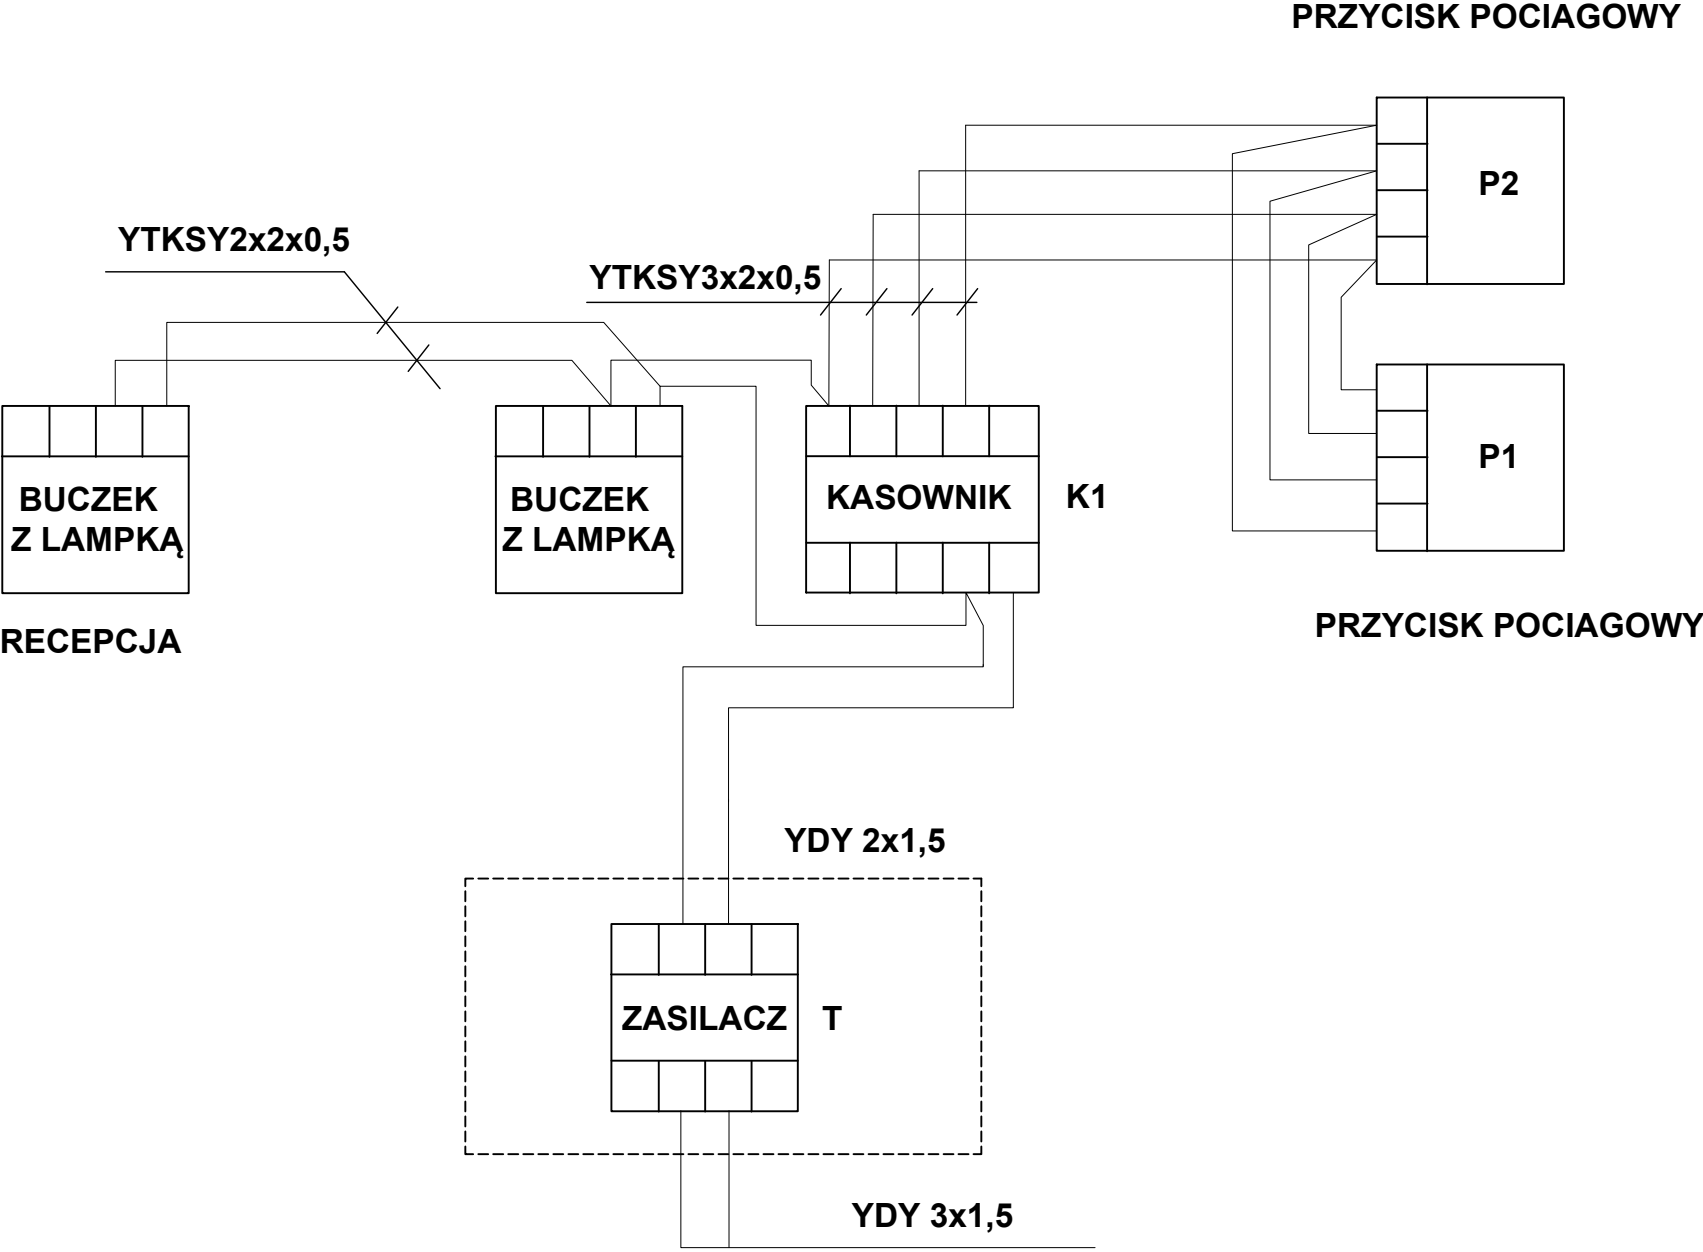 PRZYCISK POCIAGOWY
P2
YTKSY2x2x0,5
YTKSY3x2x0,5
P1
BUCZEK
Z LAMPKĄ
BUCZEK
Z LAMPKĄ
KASOWNIK
K1
RECEPCJA
PRZYCISK POCIAGOWY
YDY 2x1,5
ZASILACZ
T
YDY 3x1,5